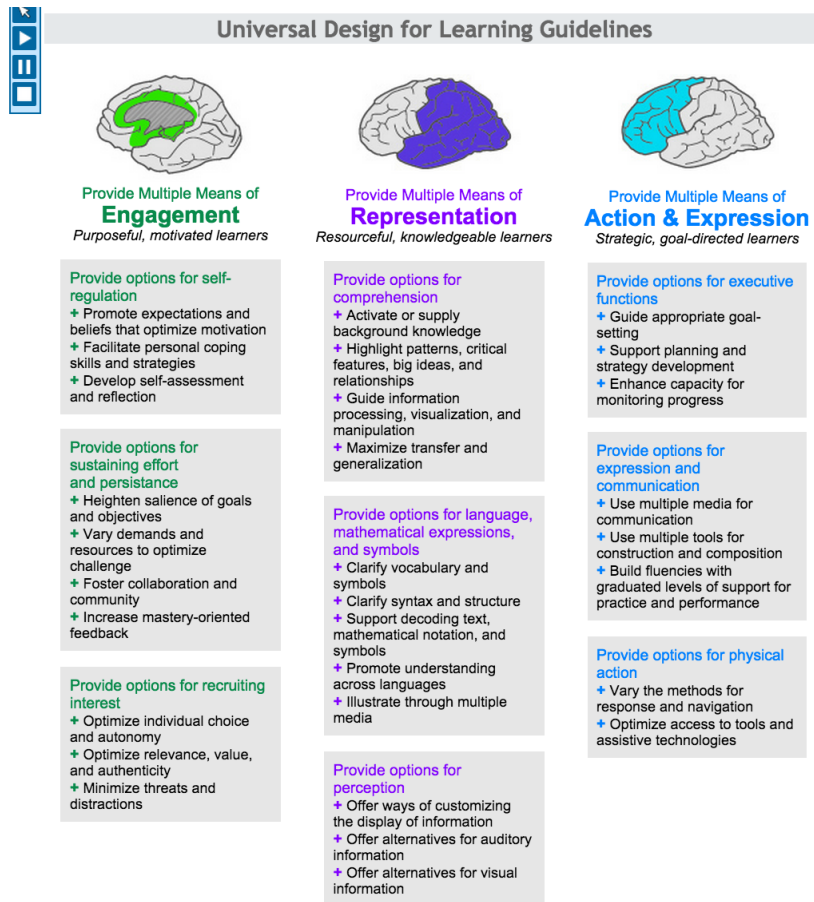 Universal Design for Learning Guidelines
Provide Multiple Means of
Engagement
Purposeful, motivated learners
Provide options for self-
regulation
+ Promote expectations and
beliefs that optimize motivation
+ Facilitate personal coping
skills and strategies
+ Develop self-assessment
and reflection
Provide options for
sustaining effort
and persistance
+ Heighten salience of goals
and objectives
+ Vary demands and
resources to optimize
challenge
+ Foster collaboration and
community
+ Increase mastery-oriented
feedback
Provide options for recruiting
interest
+ Optimize individual choice
and autonomy
+ Optimize relevance, value,
and authenticity
+ Minimize threats and
distractions
Provide Multiple Means of
Representation
Resourceful, knowledgeable learners
Provide options for
comprehension
+ Activate or supply
background knowledge
+ Highlight patterns, critical
features, big ideas, and
relationships
+ Guide information
processing, visualization, and
manipulation
+ Maximize transfer and
generalization
Provide options for language,
mathematical expressions,
and symbols
+ Clarify vocabulary and
symbols
+ Clarify syntax and structure
+ Support decoding text,
mathematical notation, and
symbols
+ Promote understanding
across languages
+ Illustrate through multiple
media
Provide options for
perception
+ Offer ways of customizing
the display of information
+ Offer alternatives for auditory
information
+ Offer alternatives for visual
information
Provide Multiple Means of
Action & Expression
Strategic, goal-directed learners
Provide options for executive
functions
+ Guide appropriate goal-
setting
+ Support planning and
strategy development
+ Enhance capacity for
monitoring progress
Provide options for
expression and
communication
+ Use multiple media for
communication
+ Use multiple tools for
construction and composition
+ Build fluencies with
graduated levels of support for
practice and performance
Provide options for physical
action
+ Vary the methods for
response and navigation
+ Optimize access to tools and
assistive technologies